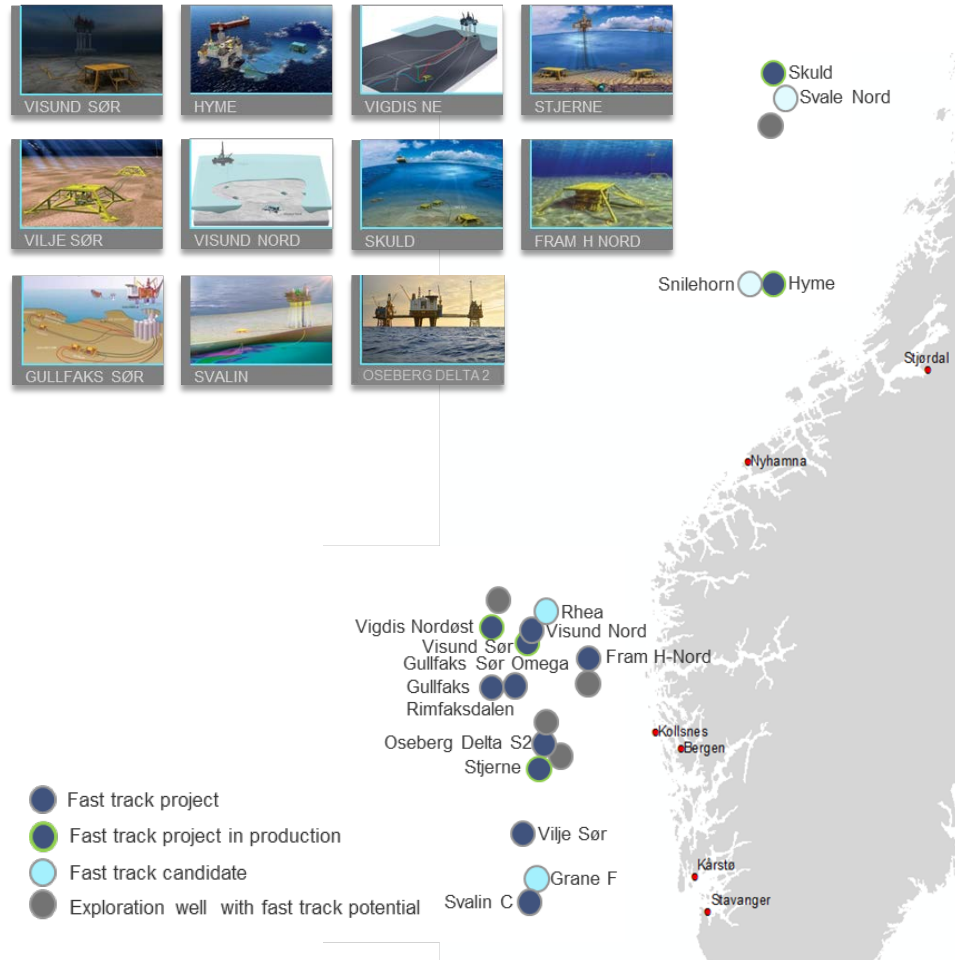 VISUND SØR
HYME
VIGDIS NE
STJERNE
VILJE SØR
VISUND NORD
SKULD
FRAM H NORD
GULLFAKS SØR
SVALIN
OSEBERG DELTA 2
Skuld
Svale Nord
Snilehorn
Hyme
Stjørdal
Nyhamna
Rhea
Vigdis Nordøst
Visund Nord
Visund Sør
Gullfaks Sør Omega
Fram H-Nord
Gullfaks
Rimfaksdalen
Kollsnes
Bergen
Oseberg Delta S2
Stjerne
Vilje Sør
Kårstø
Grane F
Svalin C
Stavanger
Fast track project
Fast track project in production
Fast track candidate
Exploration well with fast track potential